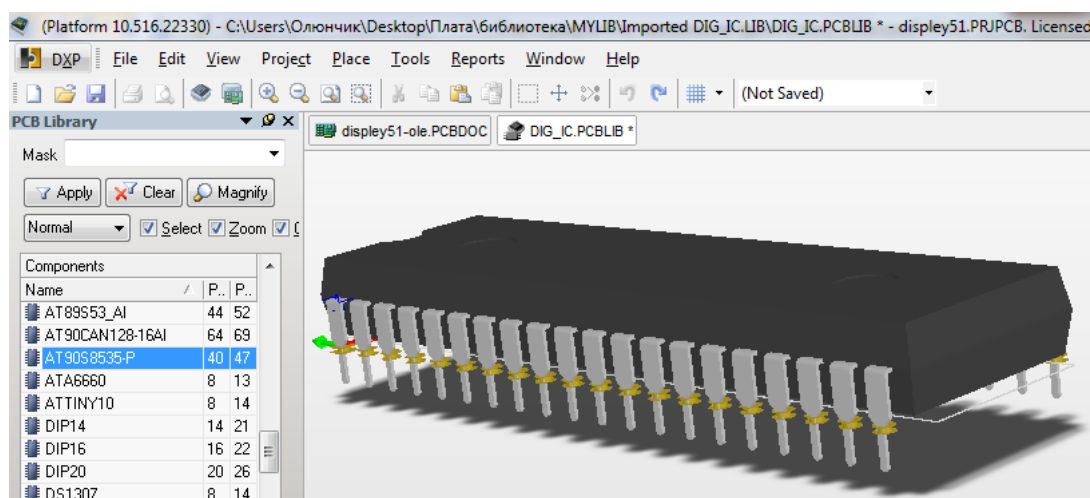 (Platform 10.516.22330) - C:\Users\Олюнчик\Desktop\Плата\библиотека\MYLIB\Imported DIG_IC.LIB\DIG_IC.PCBLIB * - displey51.PRJPCB. Licensed
DXP File Edit View Project Place Tools Reports Window Help
(Not Saved)
PCB Library
displey51-ole.PCBDOC DIG_IC.PCBLIB *
Mask
Apply Clear Magnify
Normal Select Zoom
Components
Name P... P...
AT89S53_AI 44 52
AT90CAN128-16AI 64 69
AT90S8535-P 40 47
ATA6660 8 13
ATTINY10 8 14
DIP14 14 21
DIP16 16 22
DIP20 20 26
DS1307 8 14